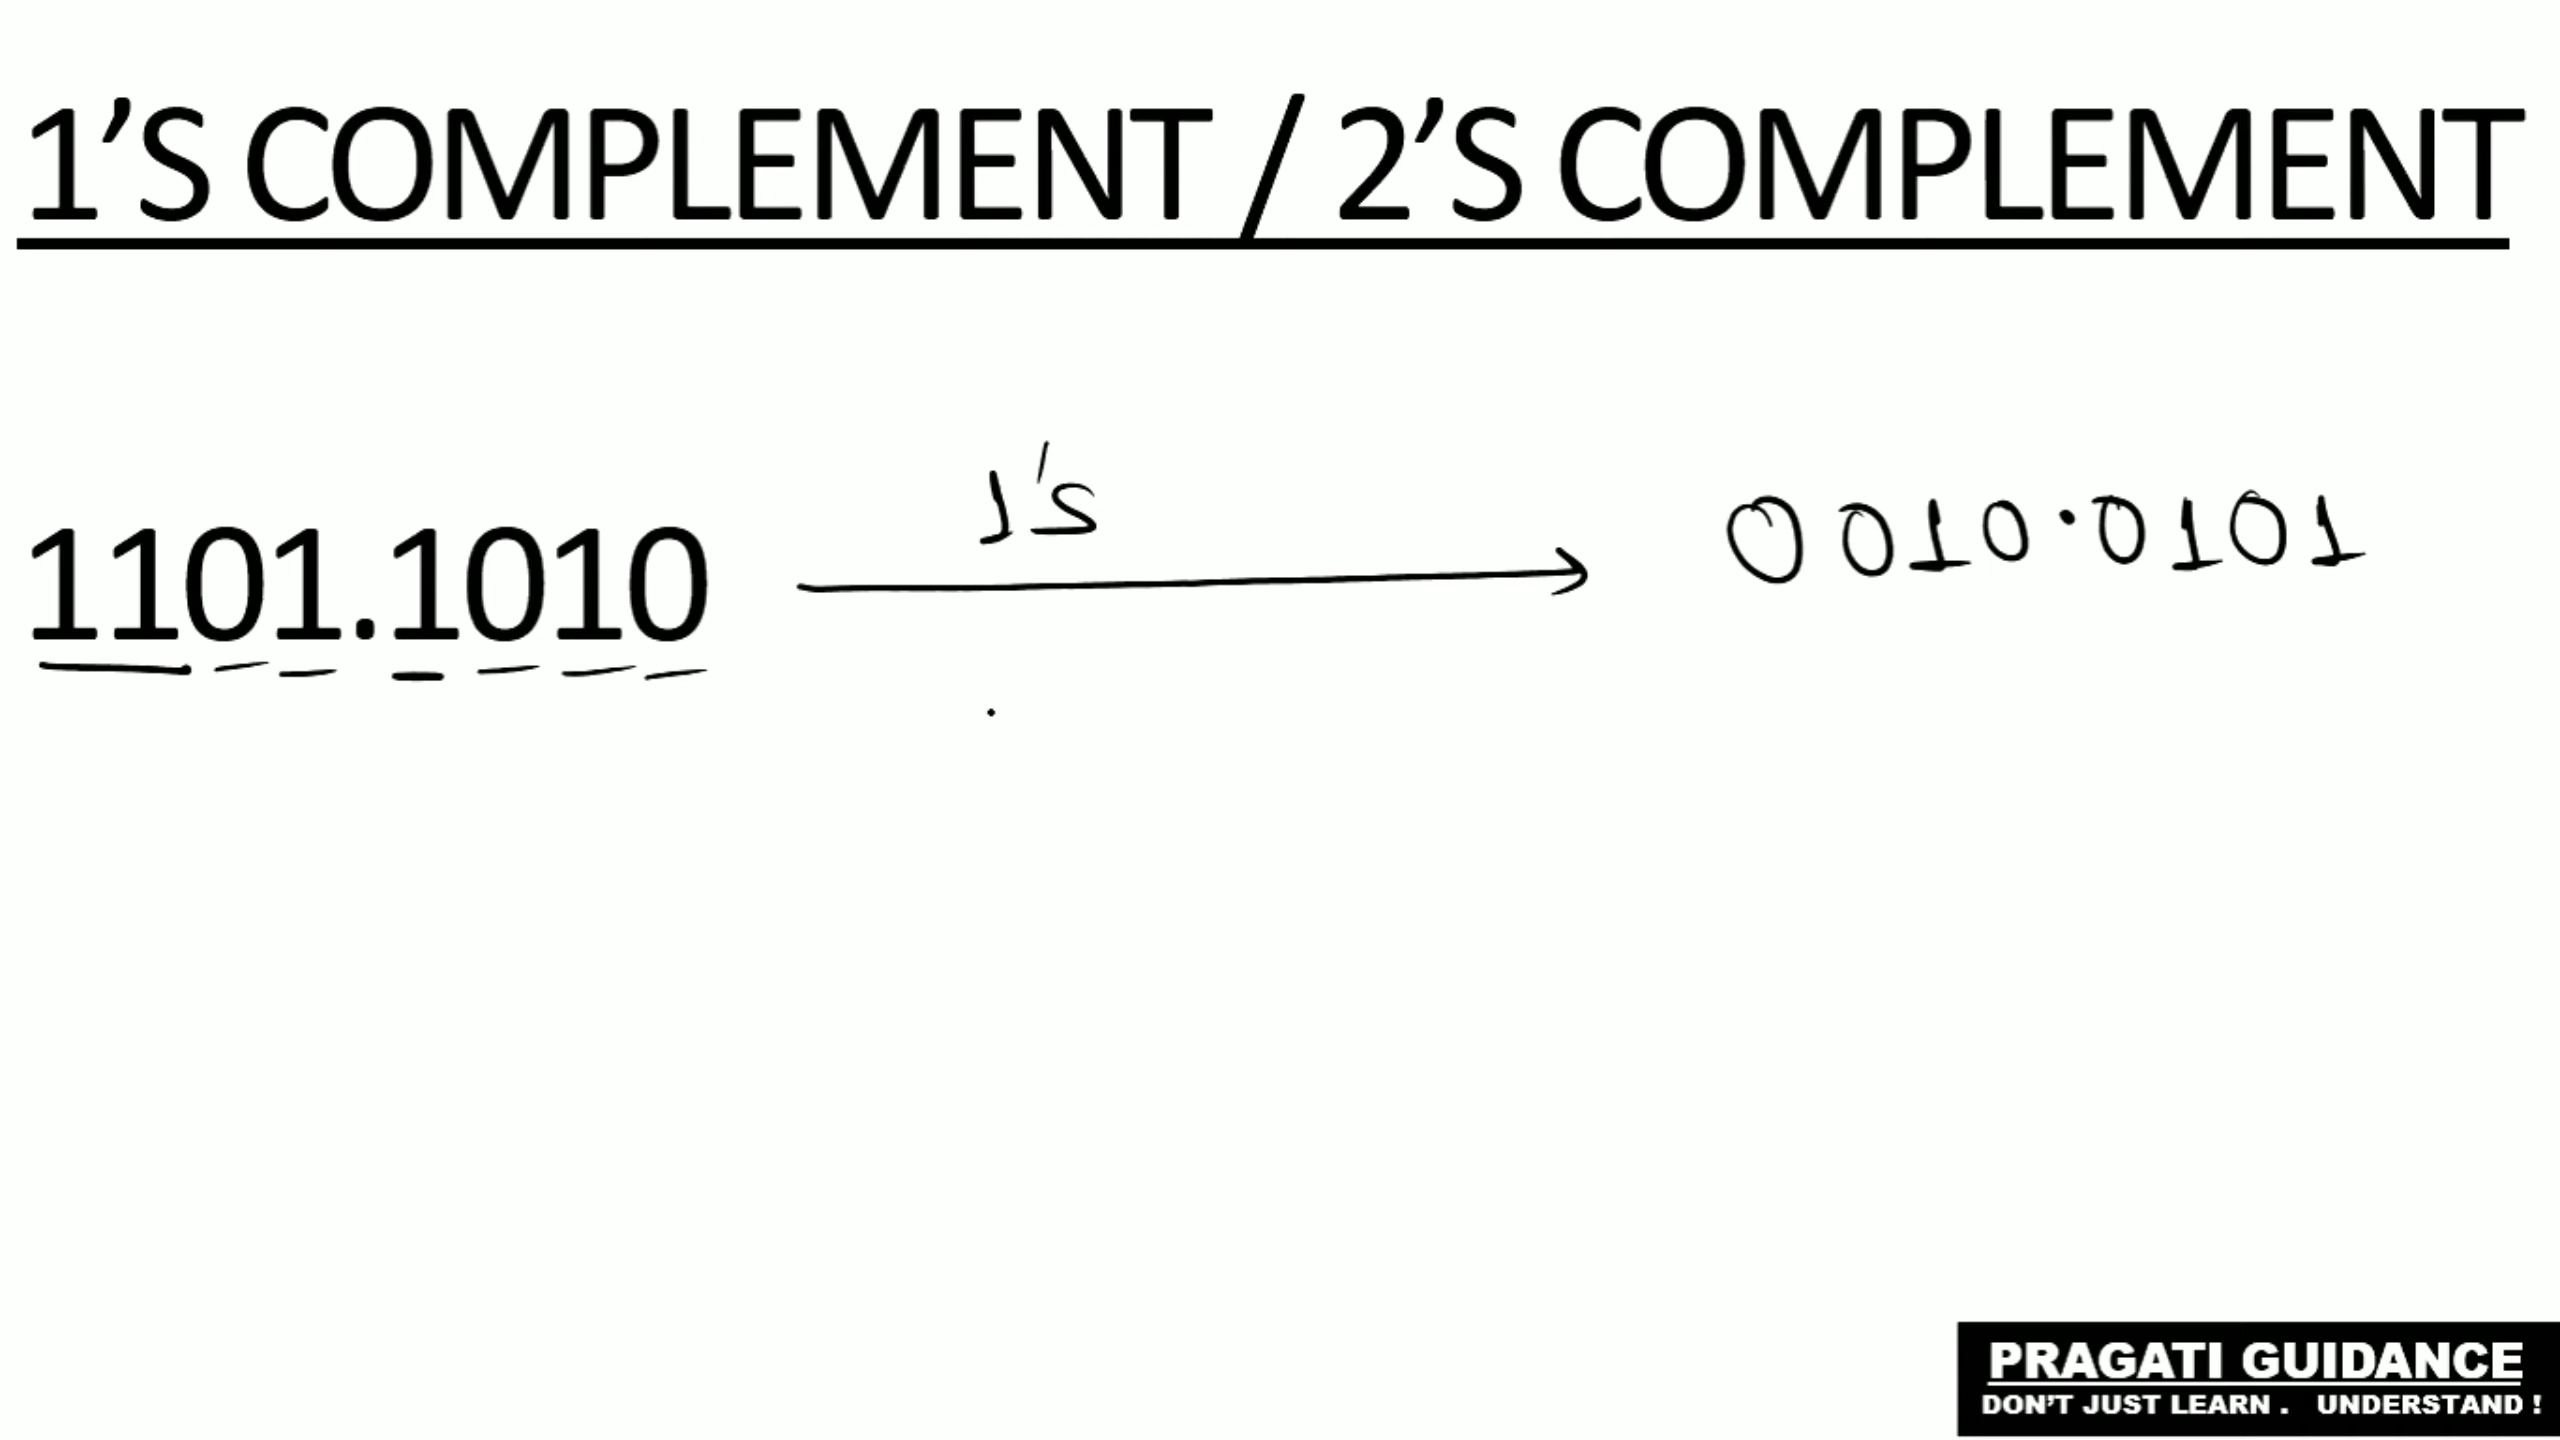 1’S COMPLEMENT / 2’S COMPLEMENT
1's
1101.1010
0010.0101
PRAGATI GUIDANCE
DON’T JUST LEARN . UNDERSTAND !